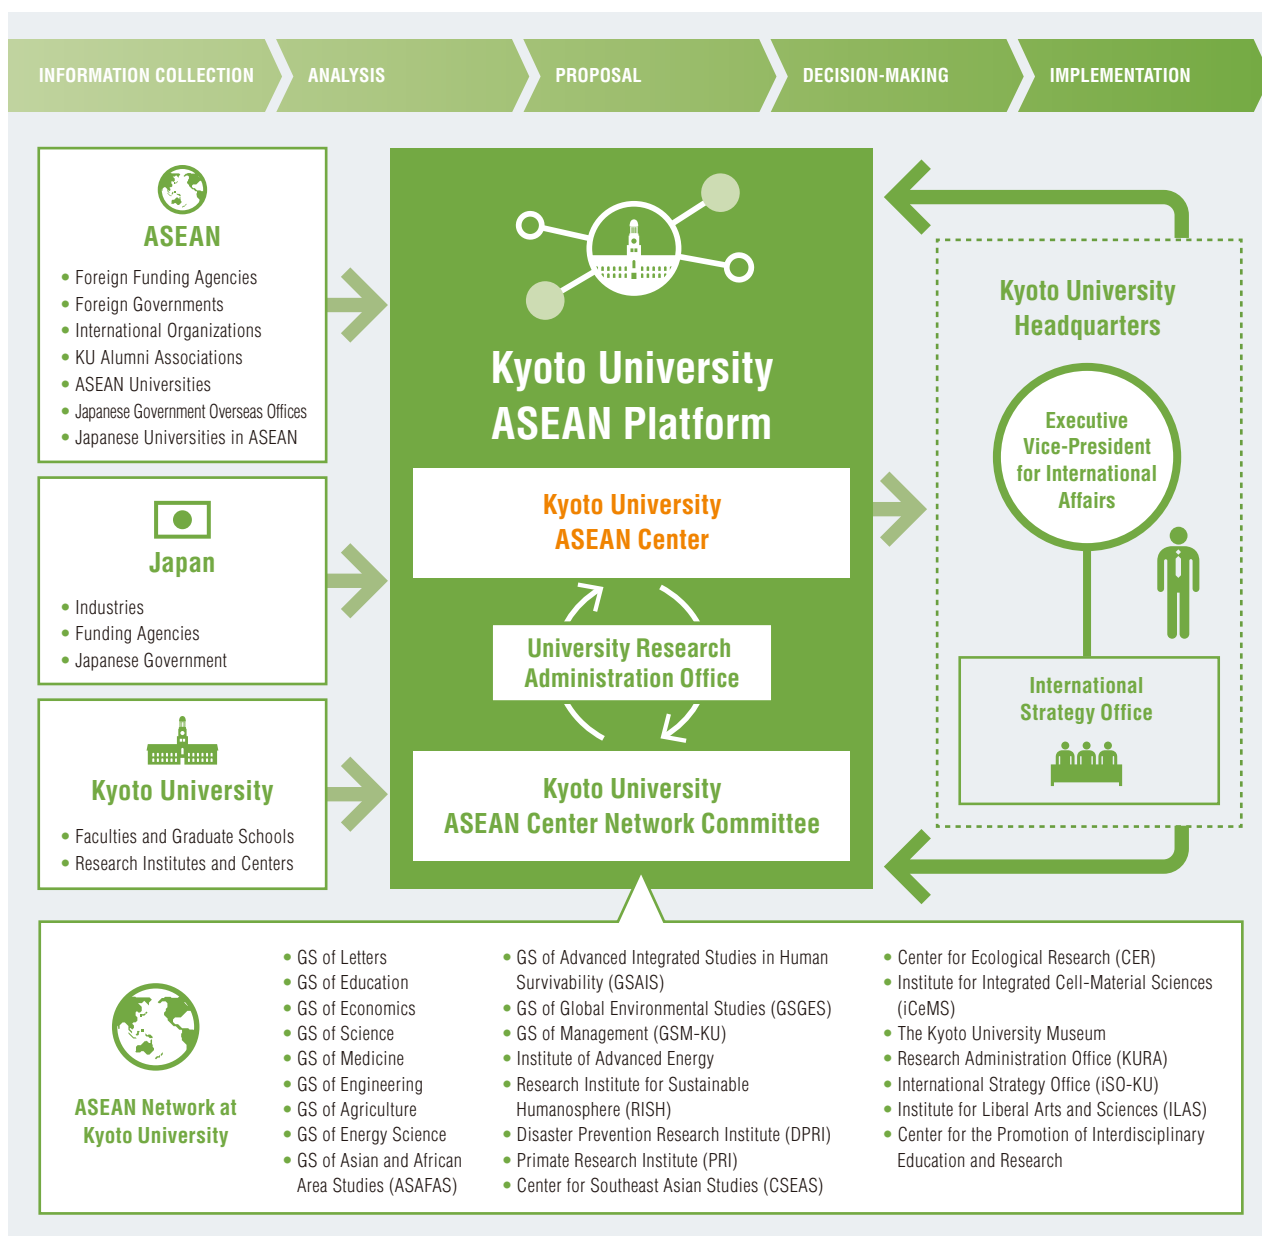 INFORMATION COLLECTION
ANALYSIS
PROPOSAL
DECISION-MAKING
IMPLEMENTATION
ASEAN
• Foreign Funding Agencies
• Foreign Governments
• International Organizations
• KU Alumni Associations
• ASEAN Universities
• Japanese Government Overseas Offices
• Japanese Universities in ASEAN
Japan
• Industries
• Funding Agencies
• Japanese Government
Kyoto University
• Faculties and Graduate Schools
• Research Institutes and Centers
Kyoto University
ASEAN Platform
Kyoto University
ASEAN Center
University Research
Administration Office
Kyoto University
ASEAN Center Network Committee
Kyoto University
Headquarters
Executive
Vice-President
for International
Affairs
International
Strategy Office
ASEAN Network at
Kyoto University
• GS of Letters
• GS of Education
• GS of Economics
• GS of Science
• GS of Medicine
• GS of Engineering
• GS of Agriculture
• GS of Energy Science
• GS of Asian and African
Area Studies (ASAFAS)
• GS of Advanced Integrated Studies in Human
Survivability (GSAIS)
• GS of Global Environmental Studies (GSGES)
• GS of Management (GSM-KU)
• Institute of Advanced Energy
• Research Institute for Sustainable
Humanosphere (RISH)
• Disaster Prevention Research Institute (DPRI)
• Primate Research Institute (PRI)
• Center for Southeast Asian Studies (CSEAS)
• Center for Ecological Research (CER)
• Institute for Integrated Cell-Material Sciences
(iCeMS)
• The Kyoto University Museum
• Research Administration Office (KURA)
• International Strategy Office (iSO-KU)
• Institute for Liberal Arts and Sciences (ILAS)
• Center for the Promotion of Interdisciplinary
Education and Research